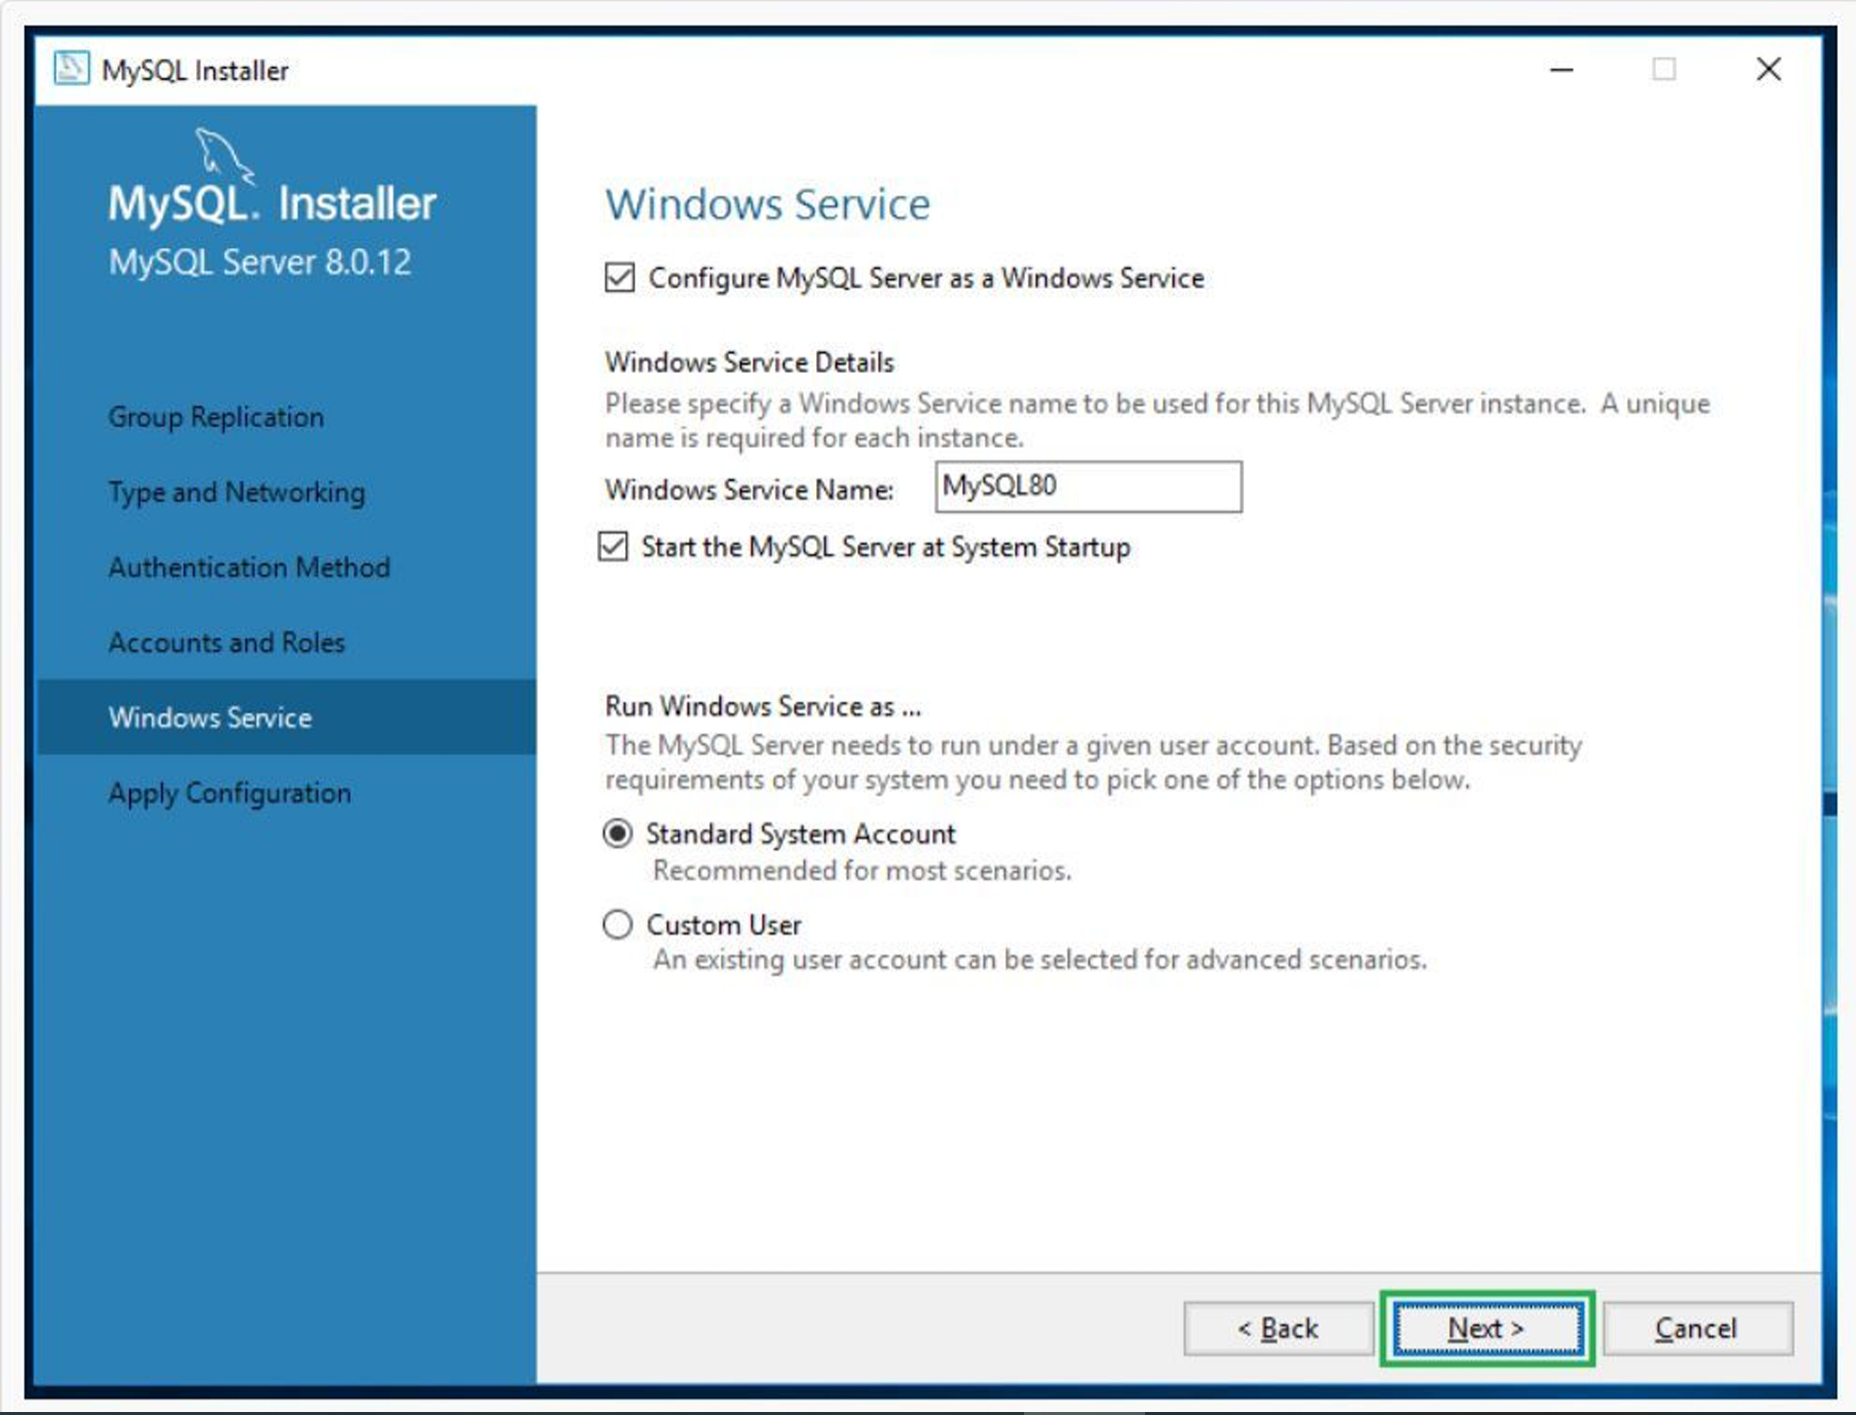 MySQL Installer
MySQL. Installer
MySQL Server 8.0.12
Group Replication
Type and Networking
Authentication Method
Accounts and Roles
Windows Service
Apply Configuration
Windows Service
Configure MySQL Server as a Windows Service
Windows Service Details
Please specify a Windows Service name to be used for this MySQL Server instance.  A unique
name is required for each instance.
Windows Service Name: MySQL80
Start the MySQL Server at System Startup
Run Windows Service as ...
The MySQL Server needs to run under a given user account. Based on the security
requirements of your system you need to pick one of the options below.
Standard System Account
Recommended for most scenarios.
Custom User
An existing user account can be selected for advanced scenarios.
< Back Next > Cancel